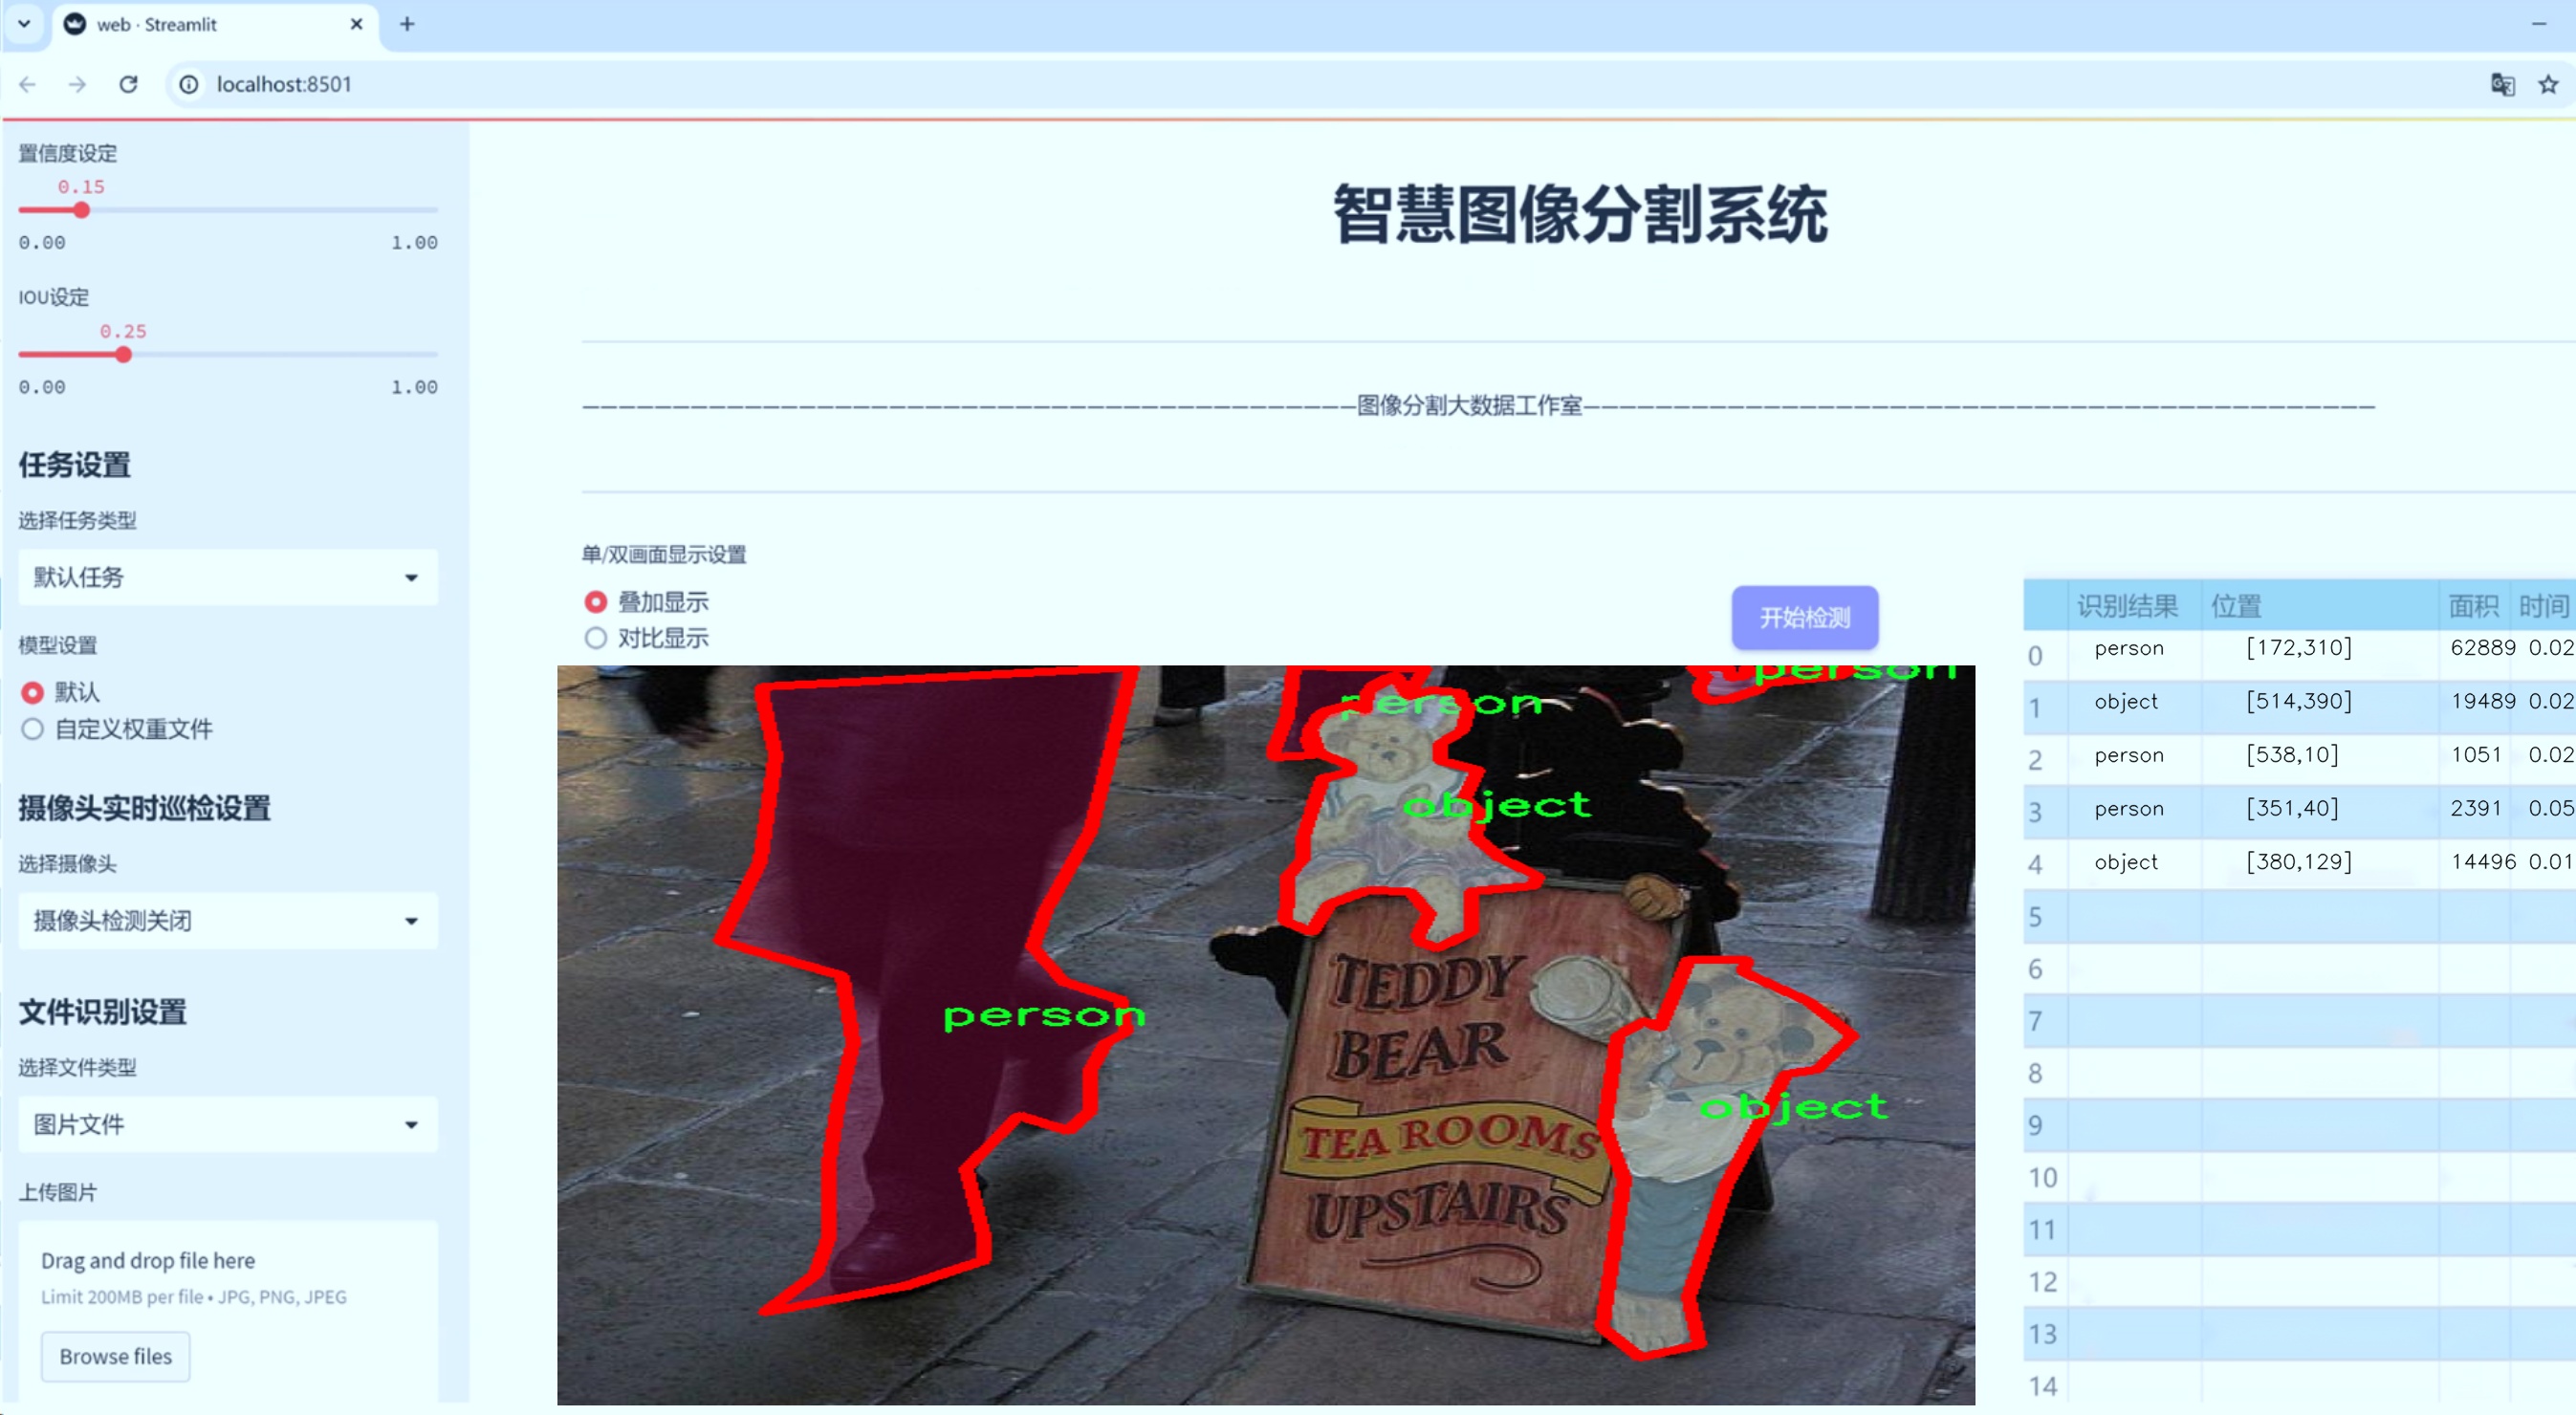 web · Streamlit
localhost:8501
置信度设定
0.15
0.00 1.00
IOU设定
0.25
0.00 1.00
任务设置
选择任务类型
默认任务
模型设置
默认
自定义权重文件
摄像头实时巡检设置
选择摄像头
摄像头检测关闭
文件识别设置
选择文件类型
图片文件
上传图片
Drag and drop file here
Limit 200MB per file • JPG, PNG, JPEG
Browse files
智慧图像分割系统
图像分割大数据工作室
单/双画面显示设置
叠加显示
对比显示
开始检测
person
person
object
person
object
TEDDY
BEAR
TEA ROOMS
UPSTAIRS
识别结果 位置 面积 时间
0 person [172,310] 62889 0.02
1 object [514,390] 19489 0.02
2 person [538,10] 1051 0.02
3 person [351,40] 2391 0.05
4 object [380,129] 14496 0.01
5
6
7
8
9
10
11
12
13
14